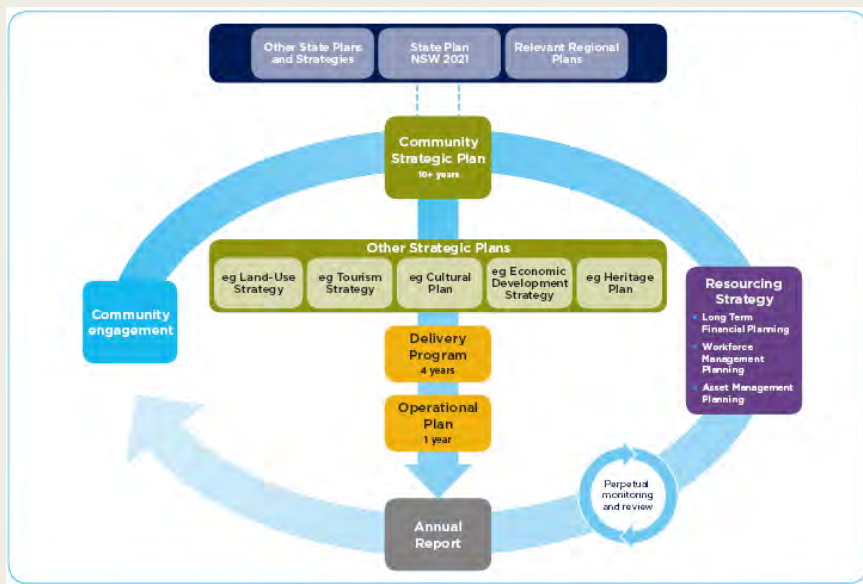 Other State Plans
and Strategies
State Plan
NSW 2021
Relevant Regional
Plans
Community
Strategic Plan
10+ years
Other Strategic Plans
eg Land-Use
Strategy
eg Tourism
Strategy
eg Cultural
Plan
eg Economic
Development
Strategy
eg Heritage
Plan
Community
engagement
Resourcing
Strategy
Long Term
Financial Planning
Workforce
Management
Planning
Asset Management
Planning
Delivery
Program
4 years
Operational
Plan
1 year
Perpetual
monitoring
and review
Annual
Report